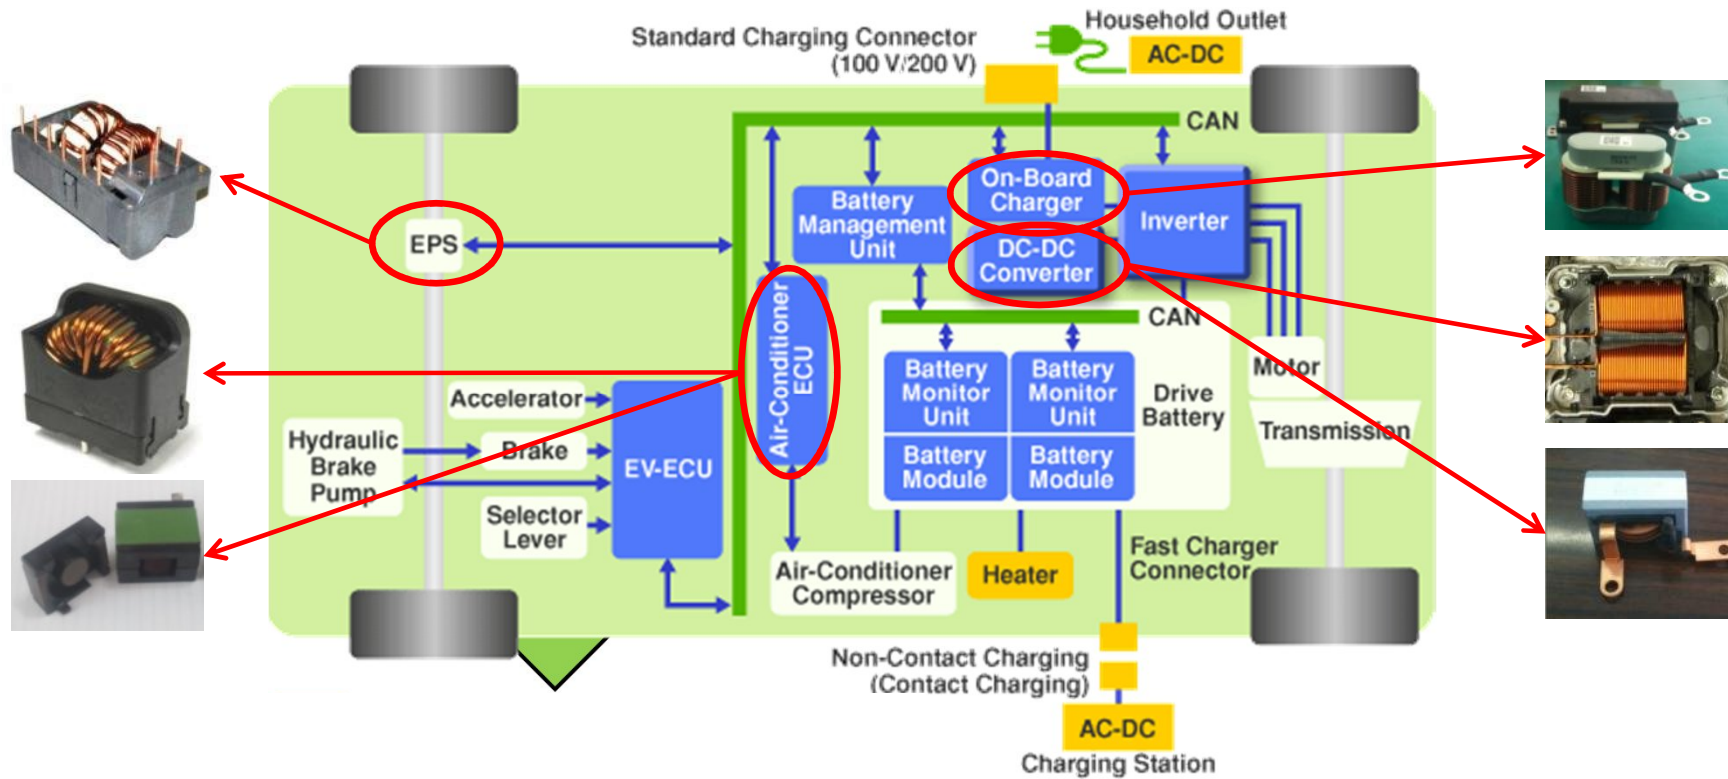 Household Outlet
AC-DC
Standard Charging Connector
(100 V/200 V)
CAN
On-Board
Charger
Battery
Management
Unit
Inverter
EPS
DC-DC
Converter
Air-Conditioner
ECU
CAN
Battery
Monitor
Unit
Battery
Monitor
Unit
Drive
Battery
Battery
Module
Battery
Module
Motor
Transmission
Accelerator
Hydraulic
Brake
Pump
Brake
EV-ECU
Selector
Lever
Air-Conditioner
Compressor
Heater
Fast Charger
Connector
Non-Contact Charging
(Contact Charging)
AC-DC
Charging Station